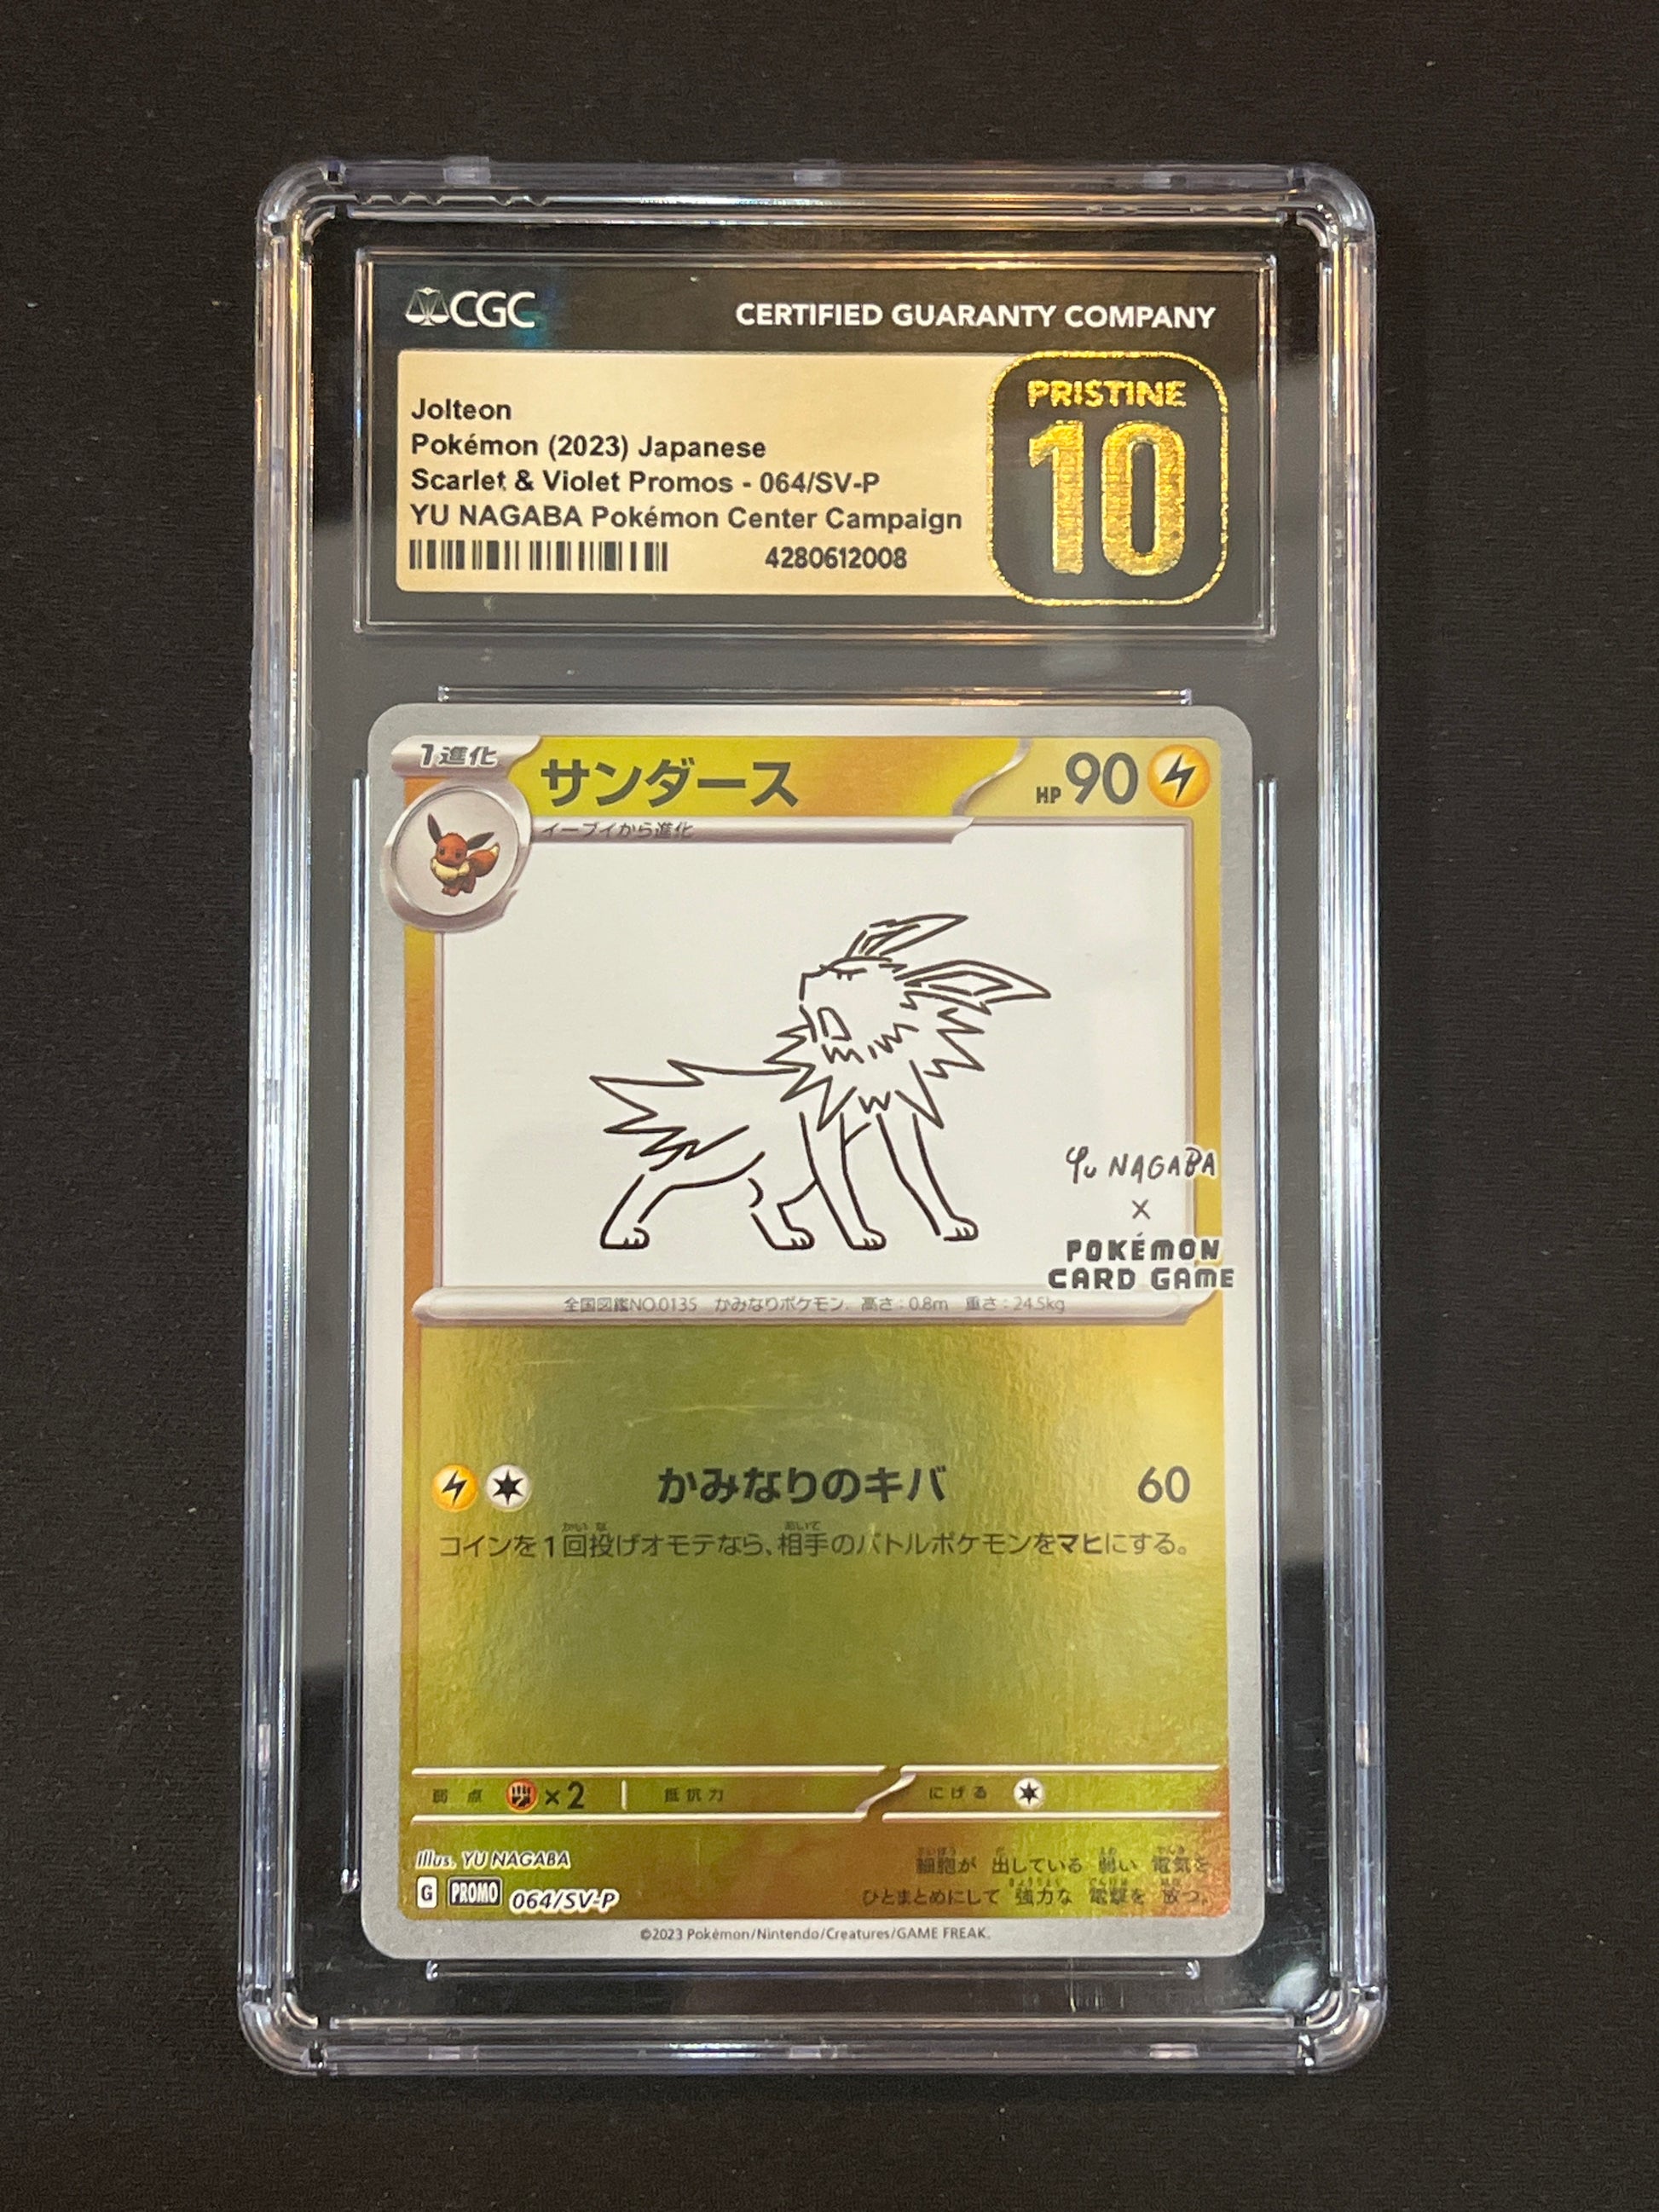 CGC
CERTIFIED GUARANTY COMPANY
Jolteon
Pokémon (2023) Japanese
Scarlet & Violet Promos - 064/SV-P
YU NAGABA Pokémon Center Campaign
4280612008
PRISTINE
10
1進化
サンダース
HP 90
イーブイから進化
Yu NAGABA
×
POKÉMON
CARD GAME
全国図鑑NO.0135 かみなりポケモン 高さ:0.8m 重さ:24.5kg
かみなりのキバ 60
コインを1回投げオモテなら、相手のバトルポケモンをマヒにする。
弱点 ×2 抵抗力 にげる
Illus. YU NAGABA
G PROMO 064/SV-P
細胞が 出している 弱い 電気を
ひとまとめにして 強力な 電撃を 放つ。
©2023 Pokémon/Nintendo/Creatures/GAME FREAK.